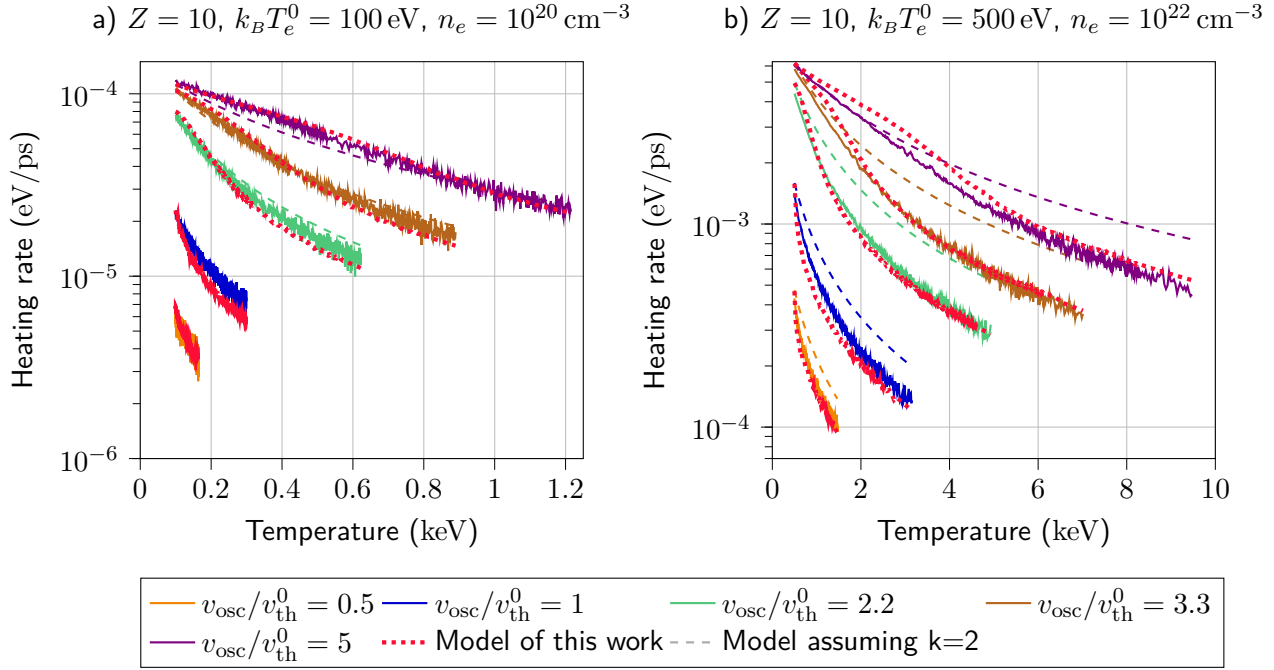 a) Z = 10, k_B T_e^0 = 100 eV, n_e = 10^20 cm^−3
b) Z = 10, k_B T_e^0 = 500 eV, n_e = 10^22 cm^−3
Heating rate (eV/ps)
10^−4
10^−5
10^−6
0 0.2 0.4 0.6 0.8 1 1.2
Temperature (keV)
Heating rate (eV/ps)
10^−3
10^−4
0 2 4 6 8 10
Temperature (keV)
v_osc/v_th^0 = 0.5 v_osc/v_th^0 = 1 v_osc/v_th^0 = 2.2 v_osc/v_th^0 = 3.3
v_osc/v_th^0 = 5 Model of this work Model assuming k=2